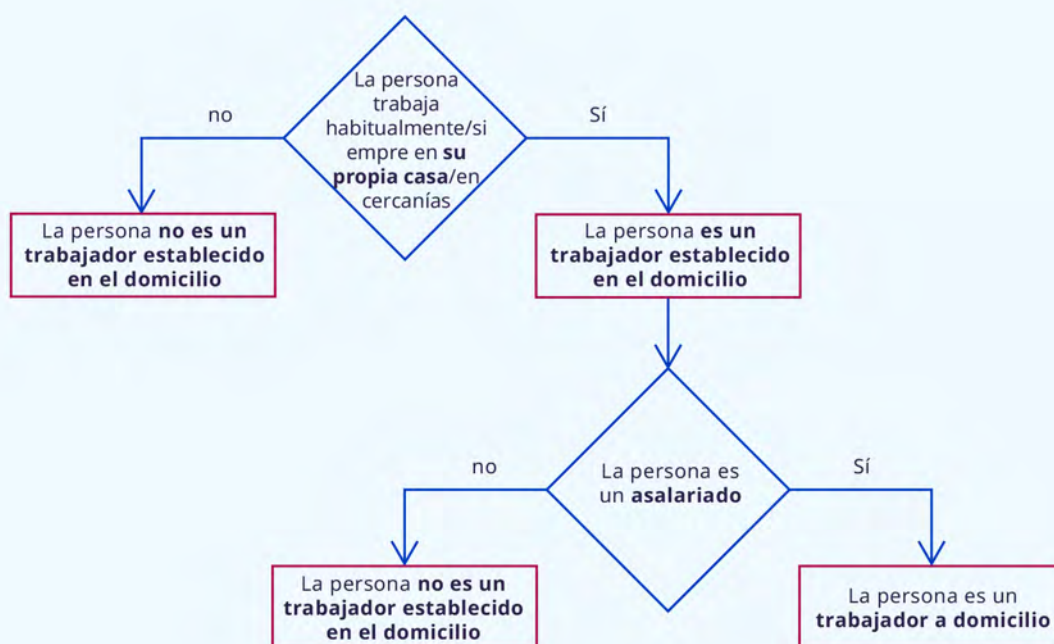 La persona
trabaja
habitualmente/si
empre en su
propia casa/en
cercanías
no
Sí
La persona no es un
trabajador establecido
en el domicilio
La persona es un
trabajador establecido
en el domicilio
La persona es
un asalariado
no
Sí
La persona no es un
trabajador establecido
en el domicilio
La persona es un
trabajador a domicilio